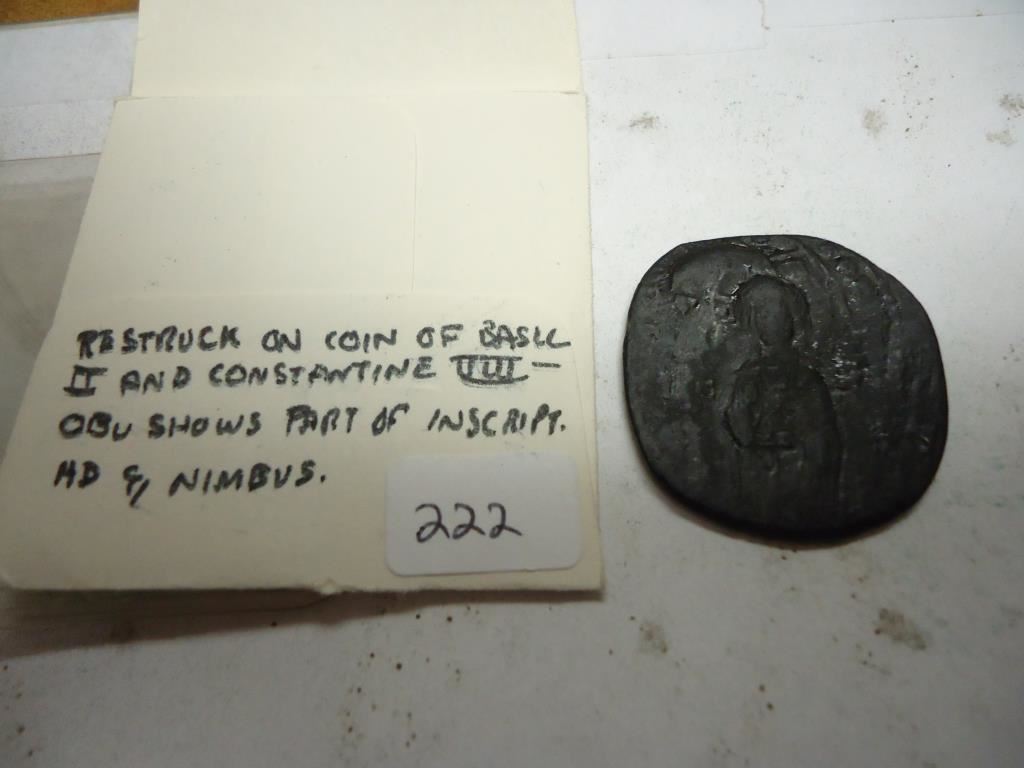 RESTRUCK ON COIN OF BASIL
II AND CONSTANTINE VIII —
OBV SHOWS PART OF INSCRIPT.
HD & NIMBUS.
222